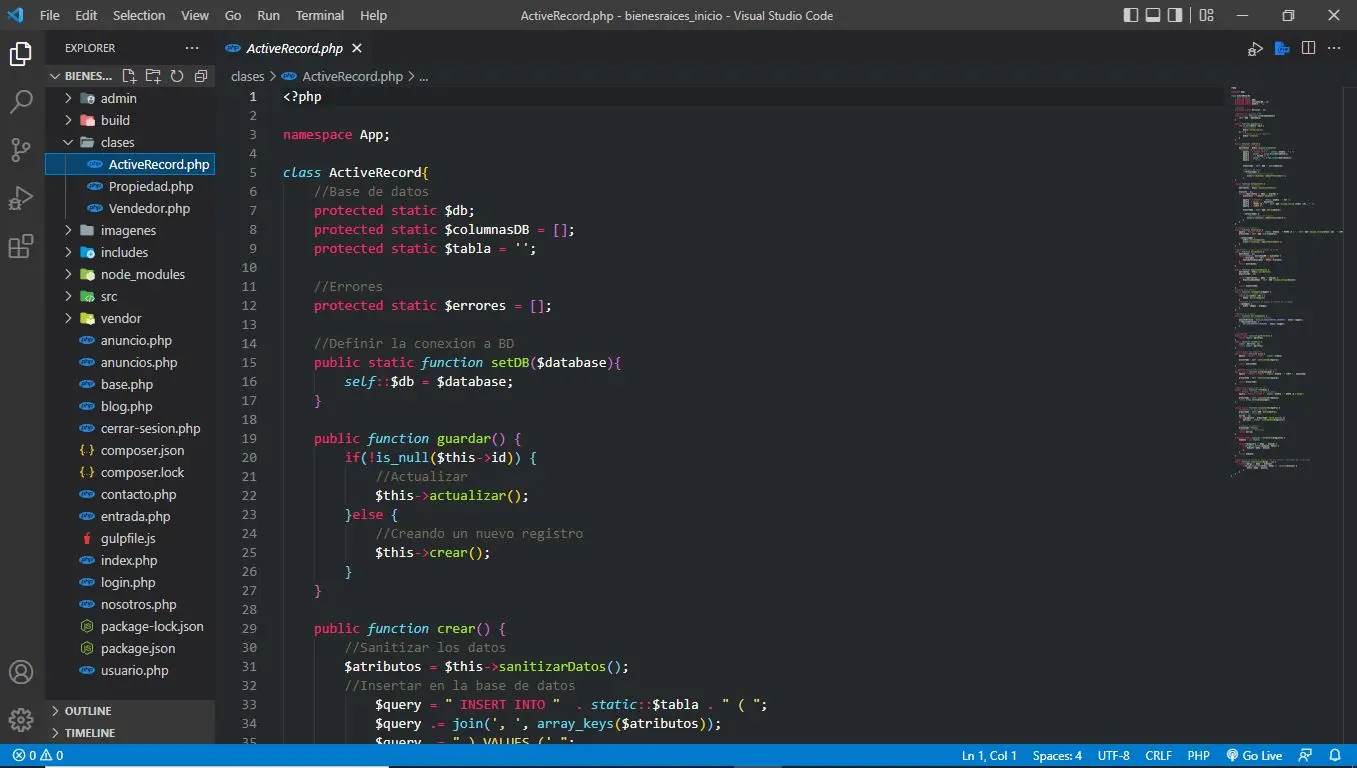 File Edit Selection View Go Run Terminal Help
ActiveRecord.php - bienesraices_inicio - Visual Studio Code
EXPLORER
BIENES...
admin
build
clases
ActiveRecord.php
Propiedad.php
Vendedor.php
imagenes
includes
node_modules
src
vendor
anuncio.php
anuncios.php
base.php
blog.php
cerrar-sesion.php
composer.json
composer.lock
contacto.php
entrada.php
gulpfile.js
index.php
login.php
nosotros.php
package-lock.json
package.json
usuario.php
OUTLINE
TIMELINE
ActiveRecord.php
clases > ActiveRecord.php > ...
1 <?php
2
3 namespace App;
4
5 class ActiveRecord{
6 //Base de datos
7 protected static $db;
8 protected static $columnasDB = [];
9 protected static $tabla = '';
10
11 //Errores
12 protected static $errores = [];
13
14 //Definir la conexion a BD
15 public static function setDB($database){
16 self::$db = $database;
17 }
18
19 public function guardar() {
20 if(!is_null($this->id)) {
21 //Actualizar
22 $this->actualizar();
23 }else {
24 //Creando un nuevo registro
25 $this->crear();
26 }
27 }
28
29 public function crear() {
30 //Sanitizar los datos
31 $atributos = $this->sanitizarDatos();
32 //Insertar en la base de datos
33 $query = " INSERT INTO " . static::$tabla . " ( ";
34 $query .= join(', ', array_keys($atributos));
35 $query .= " ) VALUES (' ";
0 0
Ln 1, Col 1 Spaces: 4 UTF-8 CRLF PHP Go Live